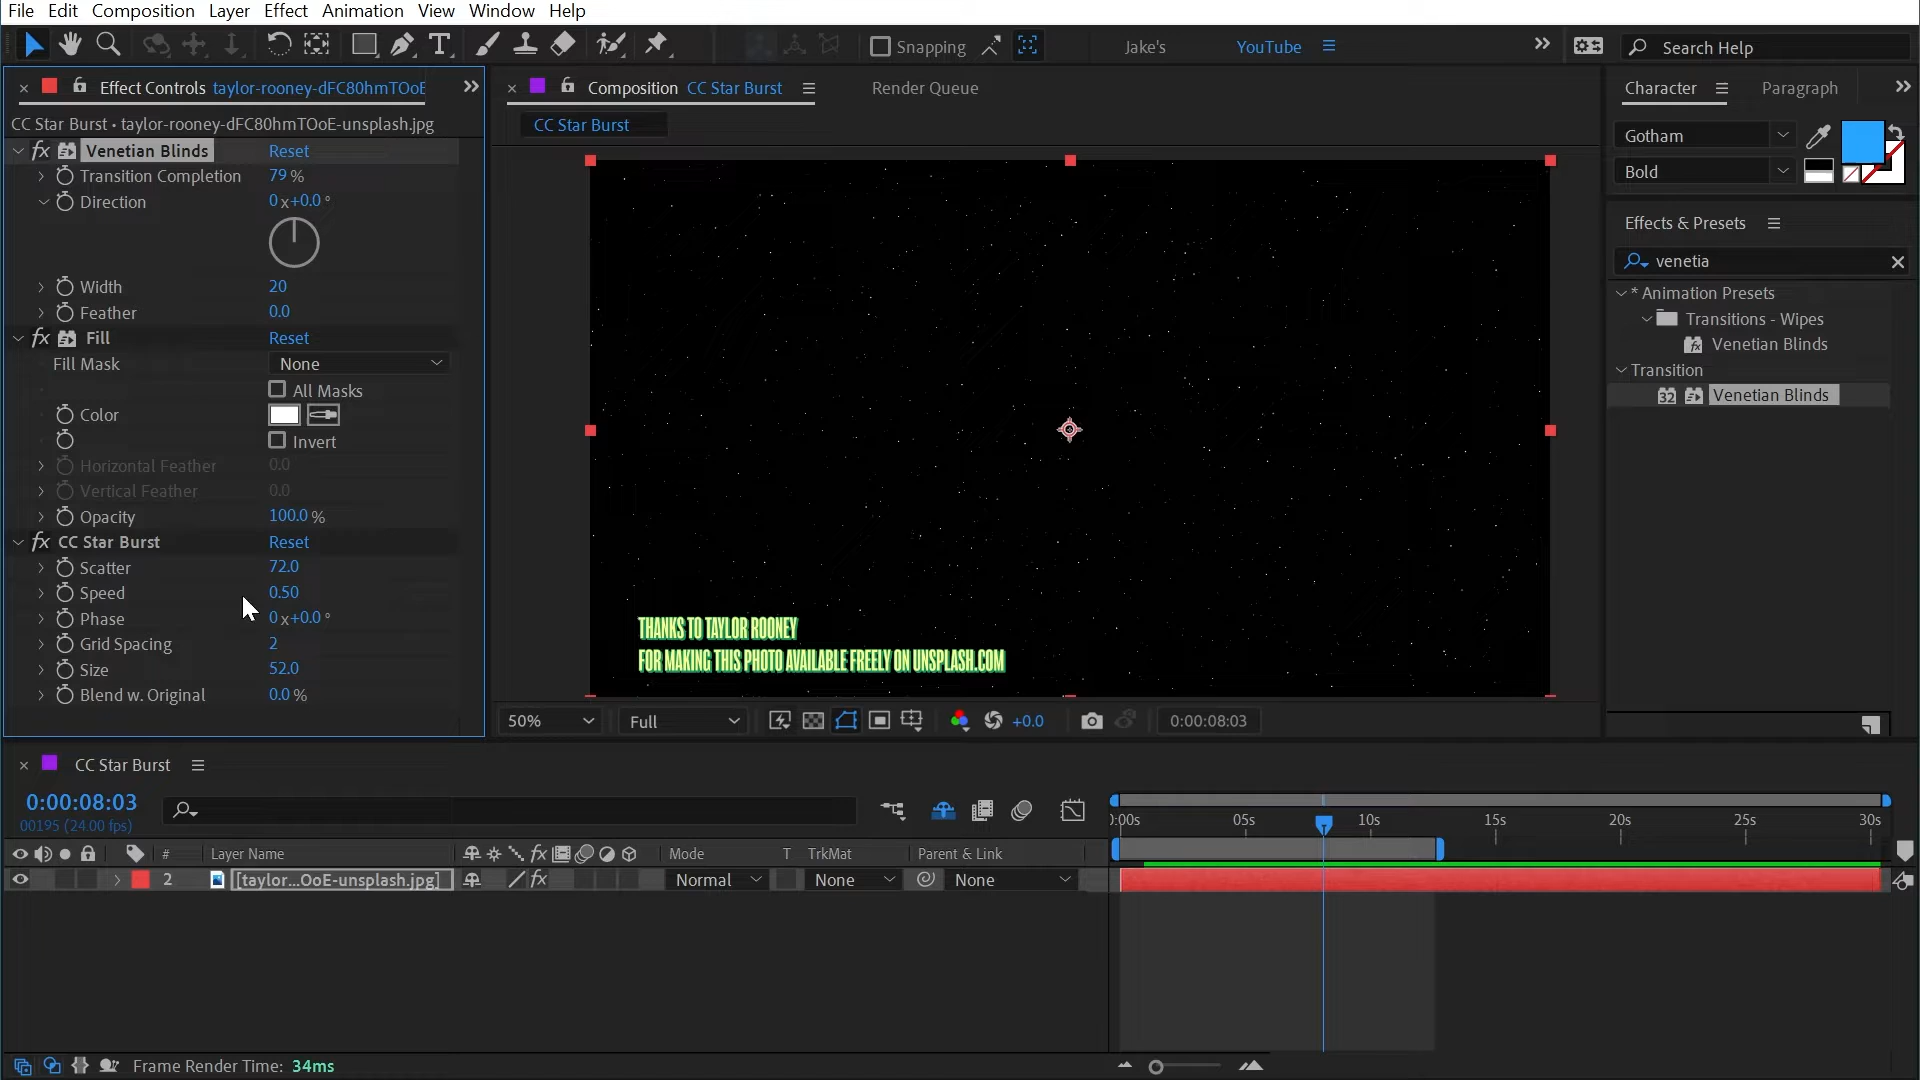 File Edit Composition Layer Effect Animation View Window Help
Snapping Jake's YouTube Search Help
Effect Controls taylor-rooney-dFC80hmTOoE
CC Star Burst • taylor-rooney-dFC80hmTOoE-unsplash.jpg
Venetian Blinds Reset
Transition Completion 79 %
Direction 0 x+0.0 °
Width 20
Feather 0.0
Fill Reset
Fill Mask None
All Masks
Color
Invert
Horizontal Feather 0.0
Vertical Feather 0.0
Opacity 100.0 %
CC Star Burst Reset
Scatter 72.0
Speed 0.50
Phase 0 x+0.0 °
Grid Spacing 2
Size 52.0
Blend w. Original 0.0 %
Composition CC Star Burst Render Queue
CC Star Burst
THANKS TO TAYLOR ROONEY
FOR MAKING THIS PHOTO AVAILABLE FREELY ON UNSPLASH.COM
50% Full +0.0 0:00:08:03
Character Paragraph
Gotham
Bold
Effects & Presets
venetia
* Animation Presets
Transitions - Wipes
Venetian Blinds
Transition
32 Venetian Blinds
CC Star Burst
0:00:08:03
00195 (24.00 fps)
):00s 05s 10s 15s 20s 25s 30s
# Layer Name fx Mode T TrkMat Parent & Link
2 [taylor...OoE-unsplash.jpg] fx Normal None None
Frame Render Time: 34ms